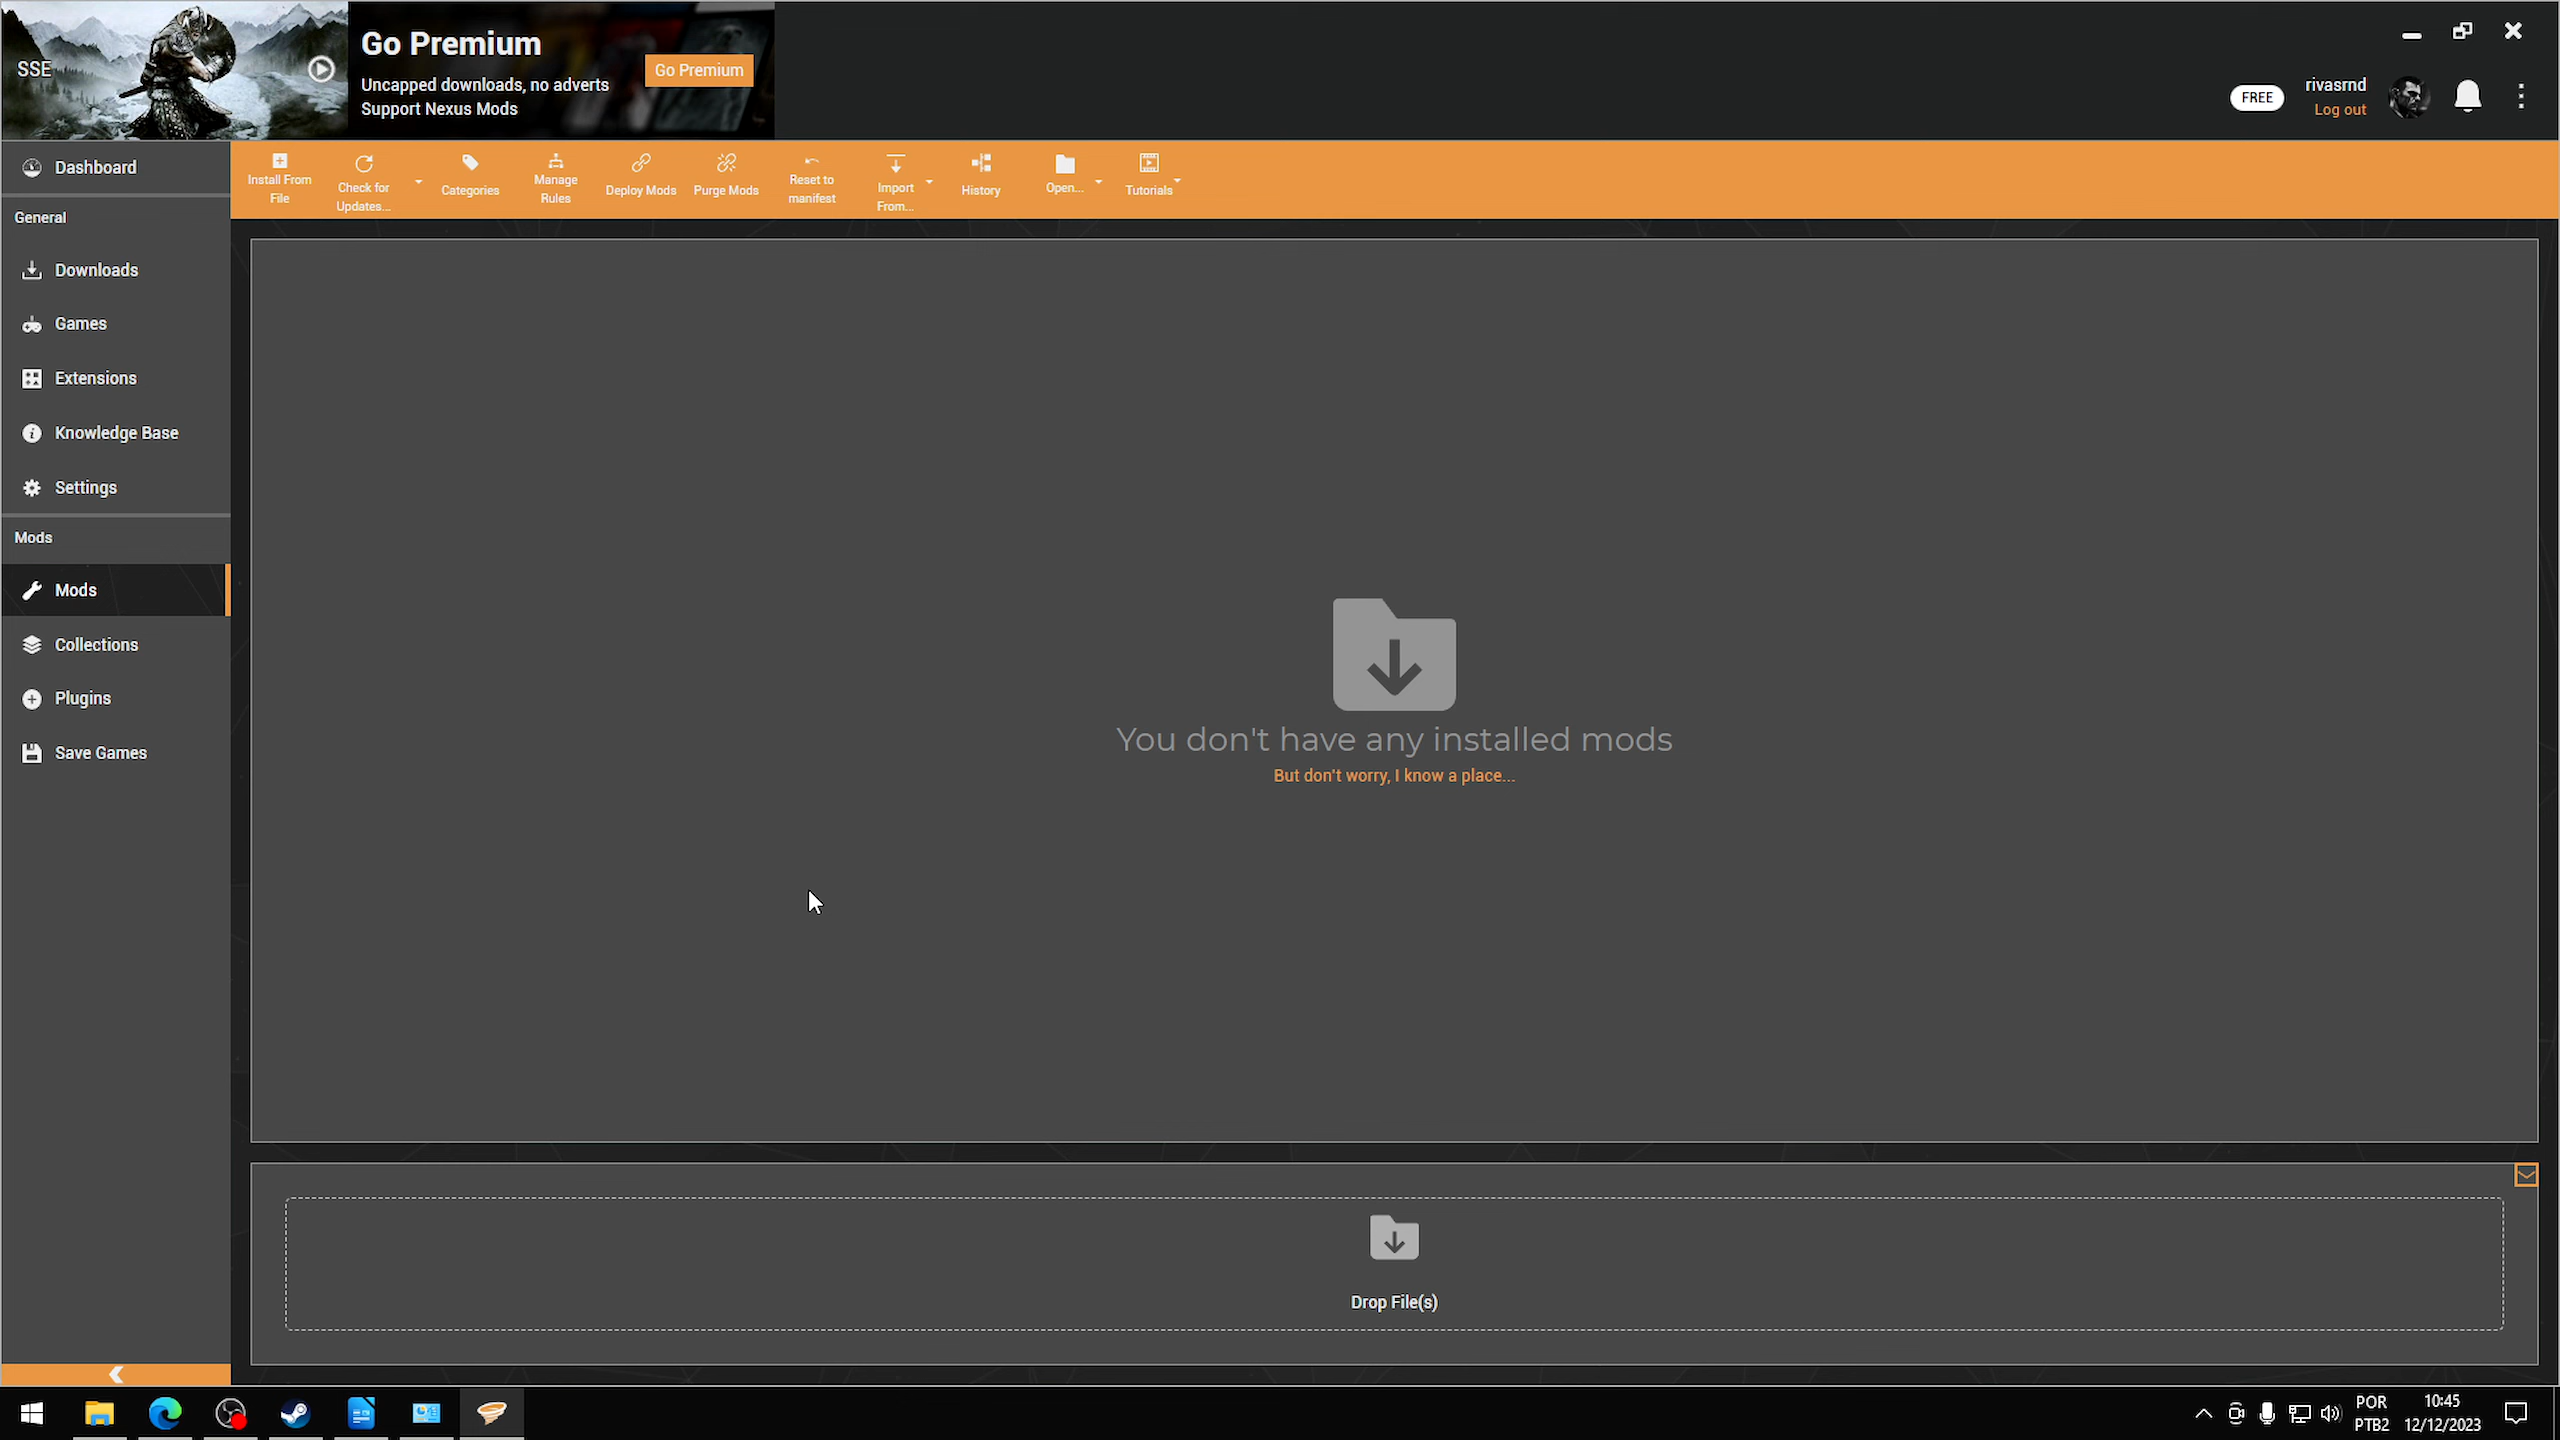 SSE
Go Premium
Uncapped downloads, no adverts
Support Nexus Mods
Go Premium
FREE
rivasrnd
Log out
Dashboard
General
Downloads
Games
Extensions
Knowledge Base
Settings
Mods
Mods
Collections
Plugins
Save Games
Install From
File
Check for
Updates...
Categories
Manage
Rules
Deploy Mods
Purge Mods
Reset to
manifest
Import
From...
History
Open...
Tutorials
You don't have any installed mods
But don't worry, I know a place...
Drop File(s)
POR
PTB2
10:45
12/12/2023